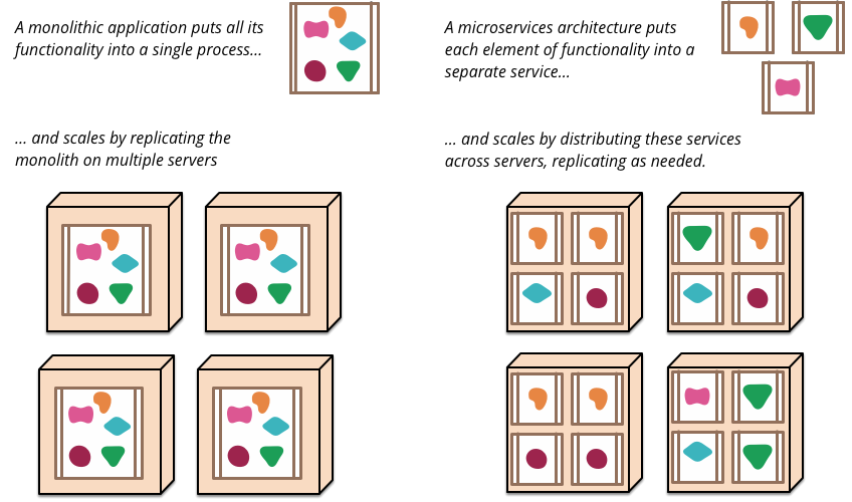 A monolithic application puts all its
functionality into a single process...
... and scales by replicating the
monolith on multiple servers
A microservices architecture puts
each element of functionality into a
separate service...
... and scales by distributing these services
across servers, replicating as needed.